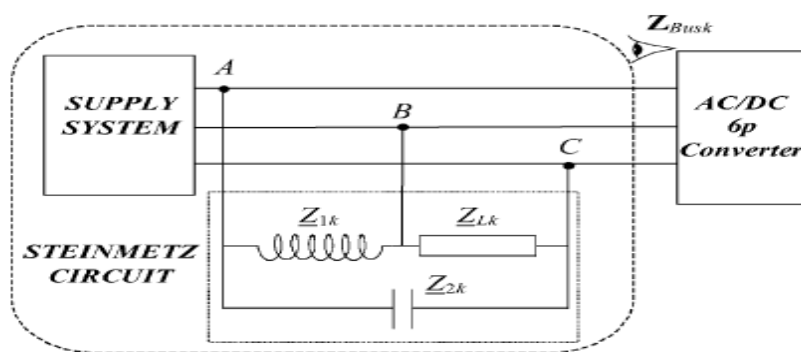 Z_Busk
A
SUPPLY
SYSTEM
B
AC/DC
6p
Converter
C
Z_1k
Z_Lk
STEINMETZ
CIRCUIT
Z_2k